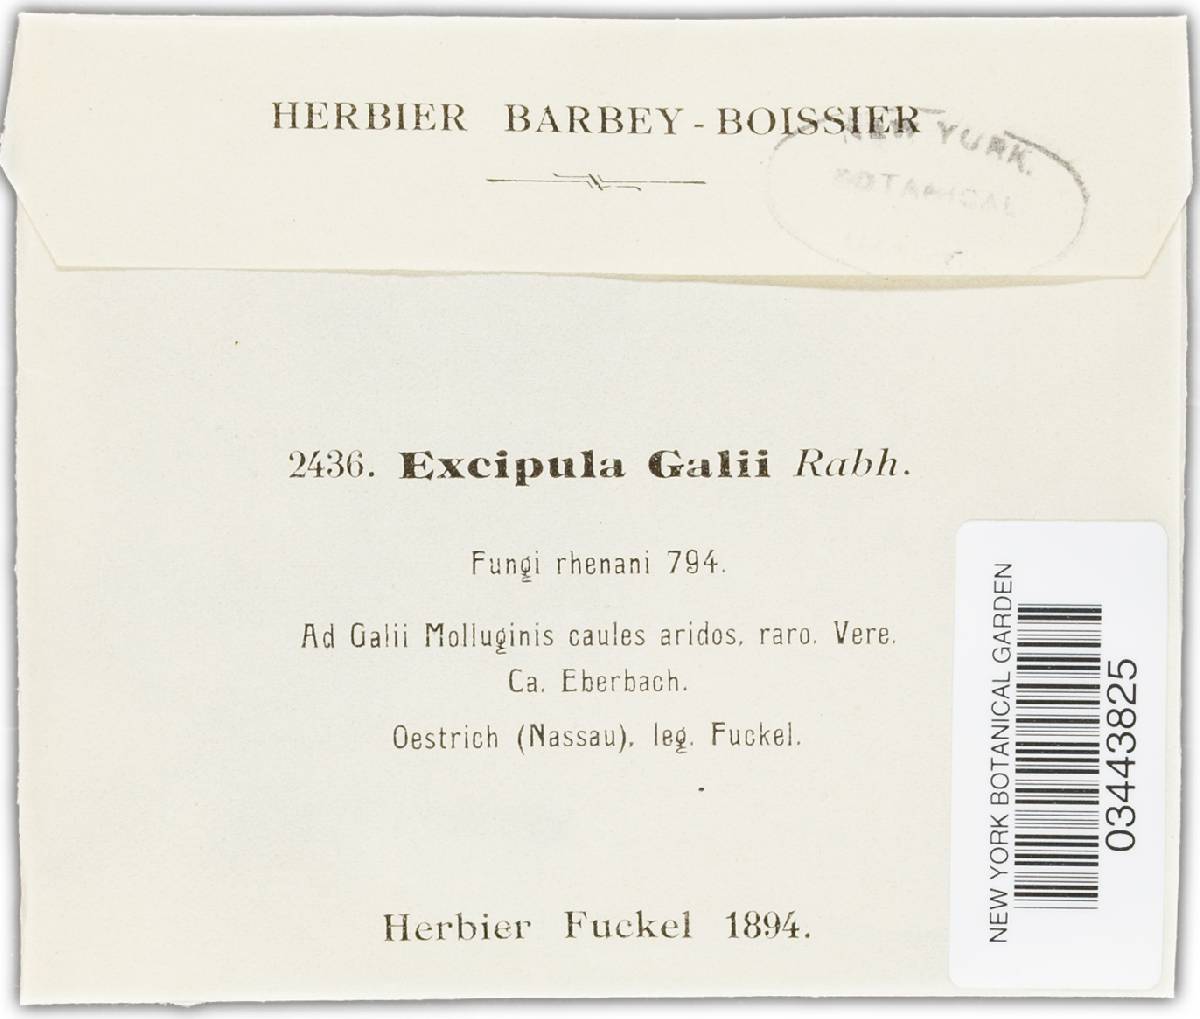 HERBIER BARBEY - BOISSIER
NEW YORK
BOTANICAL
2436. Excipula Galii Rabh.
Fungi rhenani 794.
Ad Galii Molluginis caules aridos, raro. Vere.
Ca. Eberbach.
Oestrich (Nassau), leg. Fuckel.
Herbier Fuckel 1894.
NEW YORK BOTANICAL GARDEN
03443825